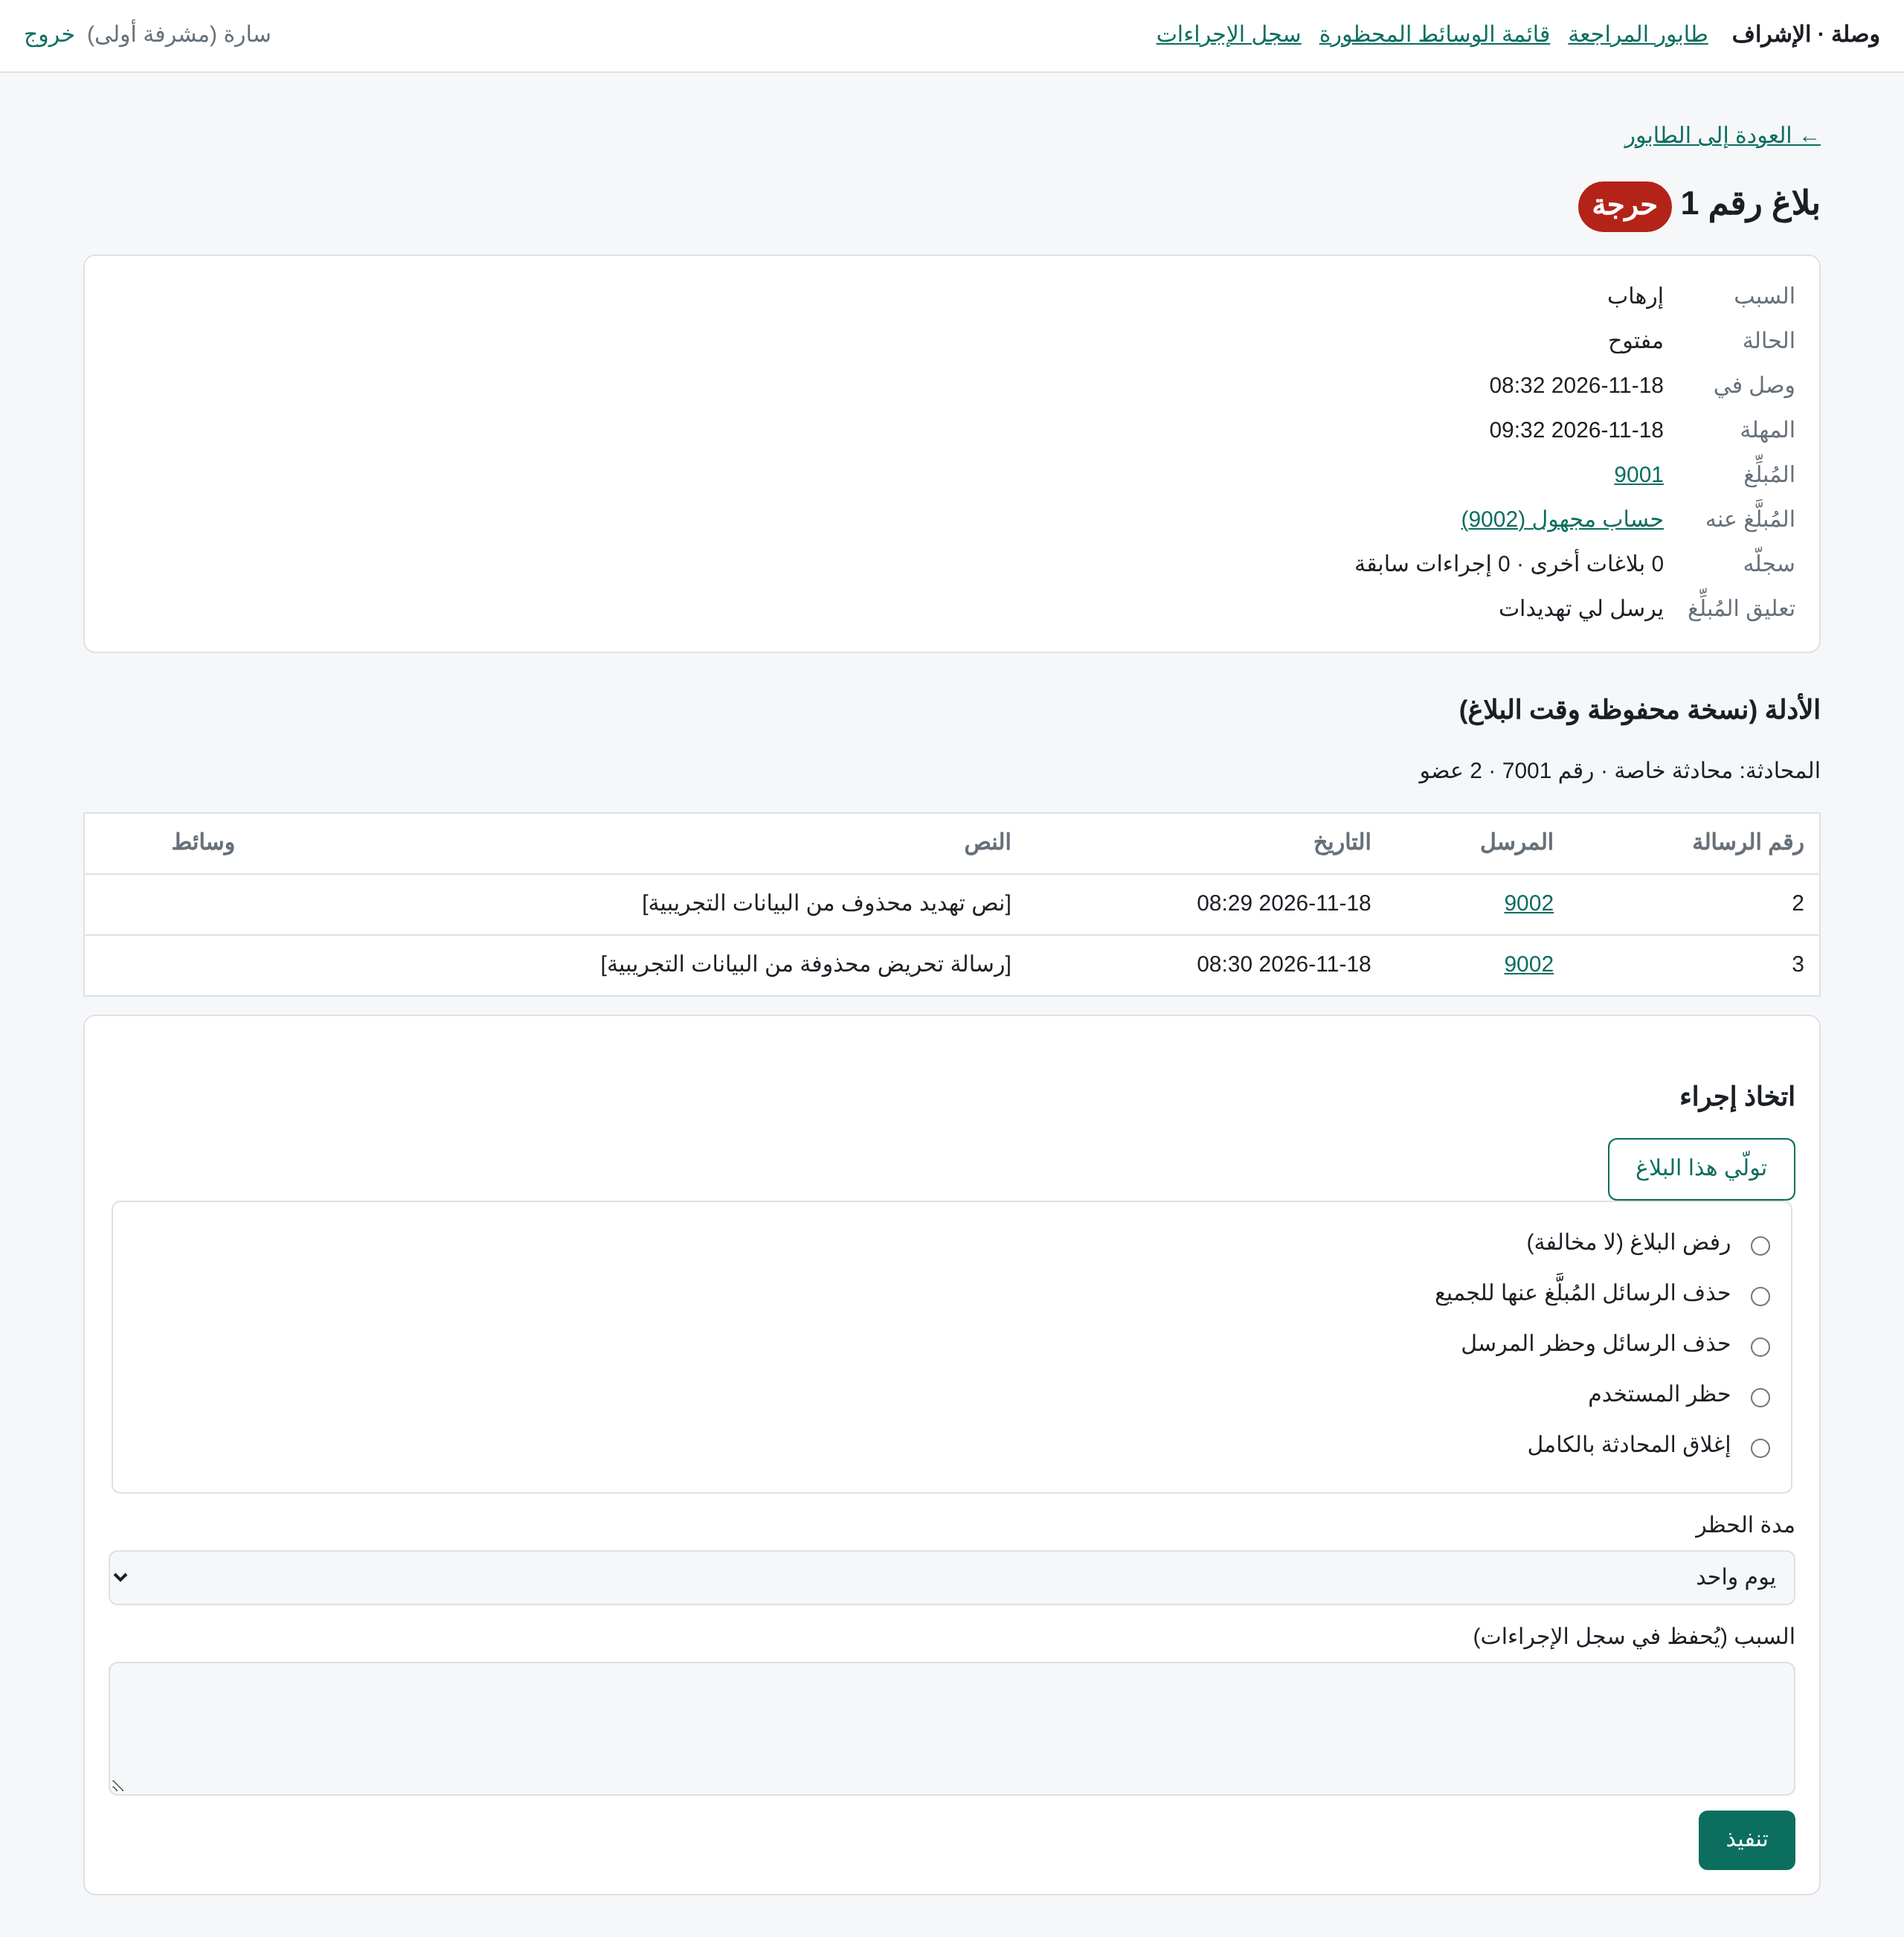 وصلة · الإشراف طابور المراجعة قائمة الوسائط المحظورة سجل الإجراءات سارة (مشرفة أولى) خروج
← العودة إلى الطابور
بلاغ رقم 1 حرجة
السبب إرهاب
الحالة مفتوح
وصل في 2026-11-18 08:32
المهلة 2026-11-18 09:32
المُبلِّغ 9001
المُبلَّغ عنه حساب مجهول (9002)
سجلّه 0 بلاغات أخرى · 0 إجراءات سابقة
تعليق المُبلِّغ يرسل لي تهديدات
الأدلة (نسخة محفوظة وقت البلاغ)
المحادثة: محادثة خاصة · رقم 7001 · 2 عضو
رقم الرسالة المرسل التاريخ النص وسائط
2 9002 2026-11-18 08:29 [نص تهديد محذوف من البيانات التجريبية]
3 9002 2026-11-18 08:30 [رسالة تحريض محذوفة من البيانات التجريبية]
اتخاذ إجراء
تولّي هذا البلاغ
رفض البلاغ (لا مخالفة)
حذف الرسائل المُبلَّغ عنها للجميع
حذف الرسائل وحظر المرسل
حظر المستخدم
إغلاق المحادثة بالكامل
مدة الحظر
يوم واحد
السبب (يُحفظ في سجل الإجراءات)
تنفيذ